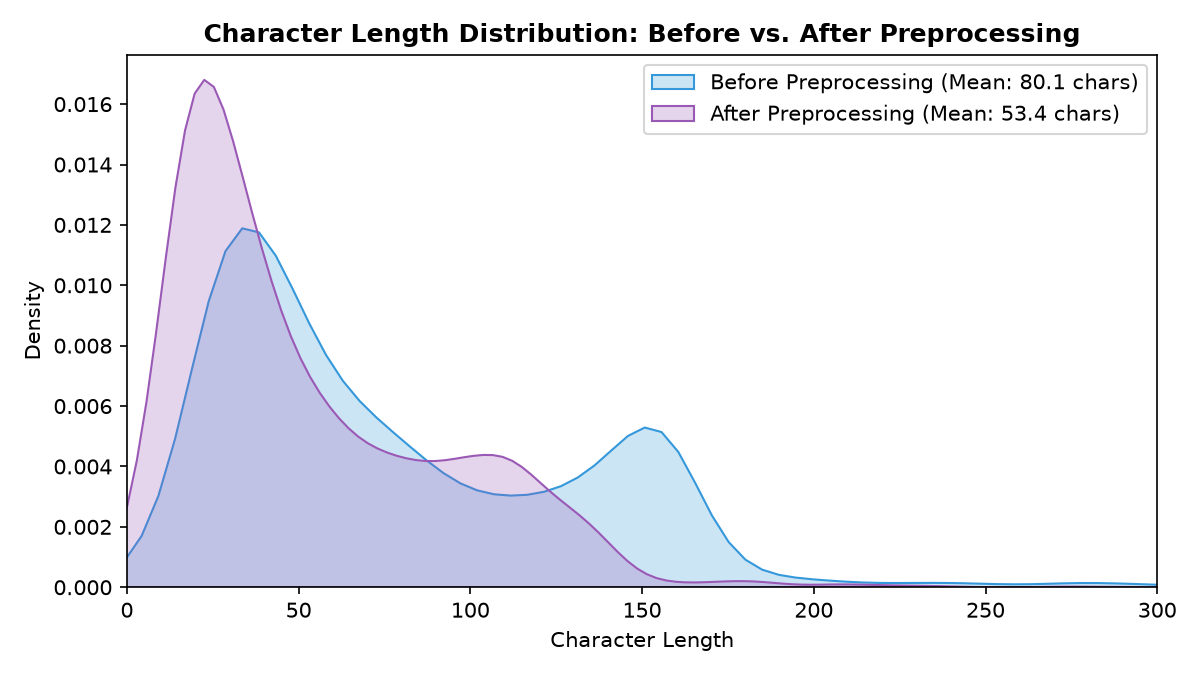 Character Length Distribution: Before vs. After Preprocessing
Before Preprocessing (Mean: 80.1 chars)
After Preprocessing (Mean: 53.4 chars)
Density
0.016
0.014
0.012
0.010
0.008
0.006
0.004
0.002
0.000
0 50 100 150 200 250 300
Character Length